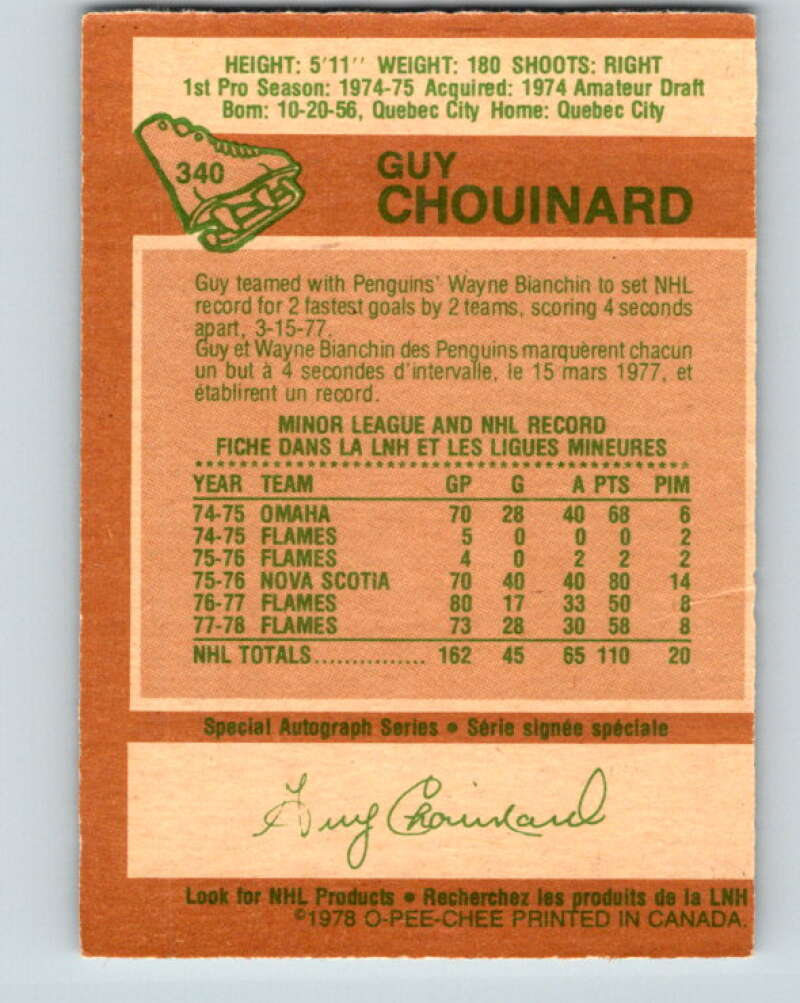 HEIGHT: 5'11'' WEIGHT: 180 SHOOTS: RIGHT
1st Pro Season: 1974-75 Acquired: 1974 Amateur Draft
Born: 10-20-56, Quebec City Home: Quebec City
340
GUY
CHOUINARD
Guy teamed with Penguins' Wayne Bianchin to set NHL
record for 2 fastest goals by 2 teams, scoring 4 seconds
apart, 3-15-77.
Guy et Wayne Bianchin des Penguins marquèrent chacun
un but à 4 secondes d'intervalle, le 15 mars 1977, et
établirent un record.
MINOR LEAGUE AND NHL RECORD
FICHE DANS LA LNH ET LES LIGUES MINEURES
YEAR TEAM GP G A PTS PIM
74-75 OMAHA 70 28 40 68 6
74-75 FLAMES 5 0 0 0 2
75-76 FLAMES 4 0 2 2 2
75-76 NOVA SCOTIA 70 40 40 80 14
76-77 FLAMES 80 17 33 50 8
77-78 FLAMES 73 28 30 58 8
NHL TOTALS............... 162 45 65 110 20
Special Autograph Series • Série signée spéciale
Guy Chouinard
Look for NHL Products • Recherchez les produits de la LNH
©1978 O-PEE-CHEE PRINTED IN CANADA.